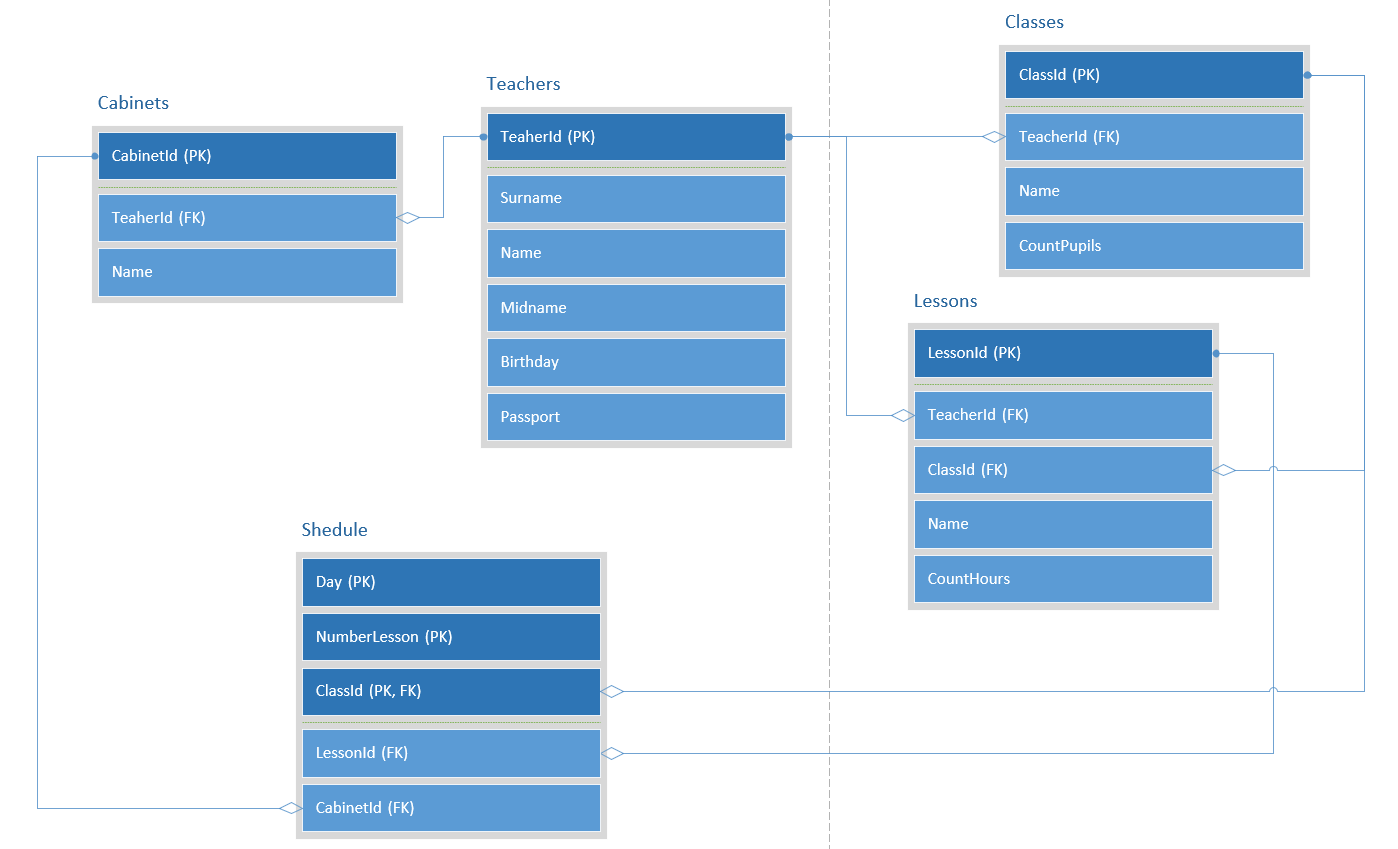 Cabinets
CabinetId (PK)
TeaherId (FK)
Name
Teachers
TeaherId (PK)
Surname
Name
Midname
Birthday
Passport
Classes
ClassId (PK)
TeacherId (FK)
Name
CountPupils
Lessons
LessonId (PK)
TeacherId (FK)
ClassId (FK)
Name
CountHours
Shedule
Day (PK)
NumberLesson (PK)
ClassId (PK, FK)
LessonId (FK)
CabinetId (FK)